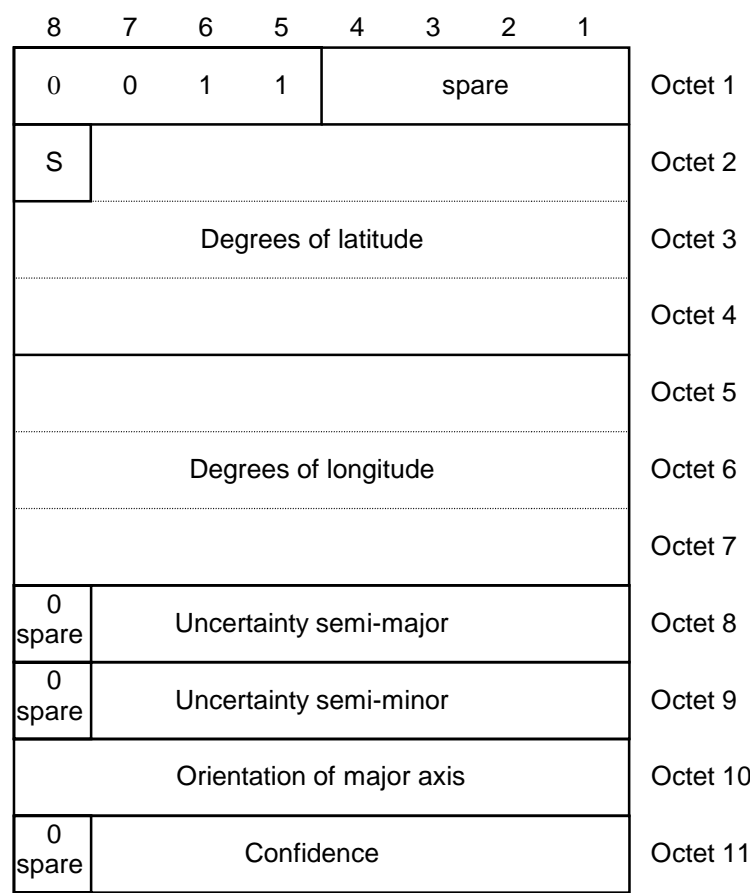 8 7 6 5 4 3 2 1
0 0 1 1 spare Octet 1
S Octet 2
Degrees of latitude Octet 3
Octet 4
Octet 5
Degrees of longitude Octet 6
Octet 7
0
spare Uncertainty semi-major Octet 8
0
spare Uncertainty semi-minor Octet 9
Orientation of major axis Octet 10
0
spare Confidence Octet 11